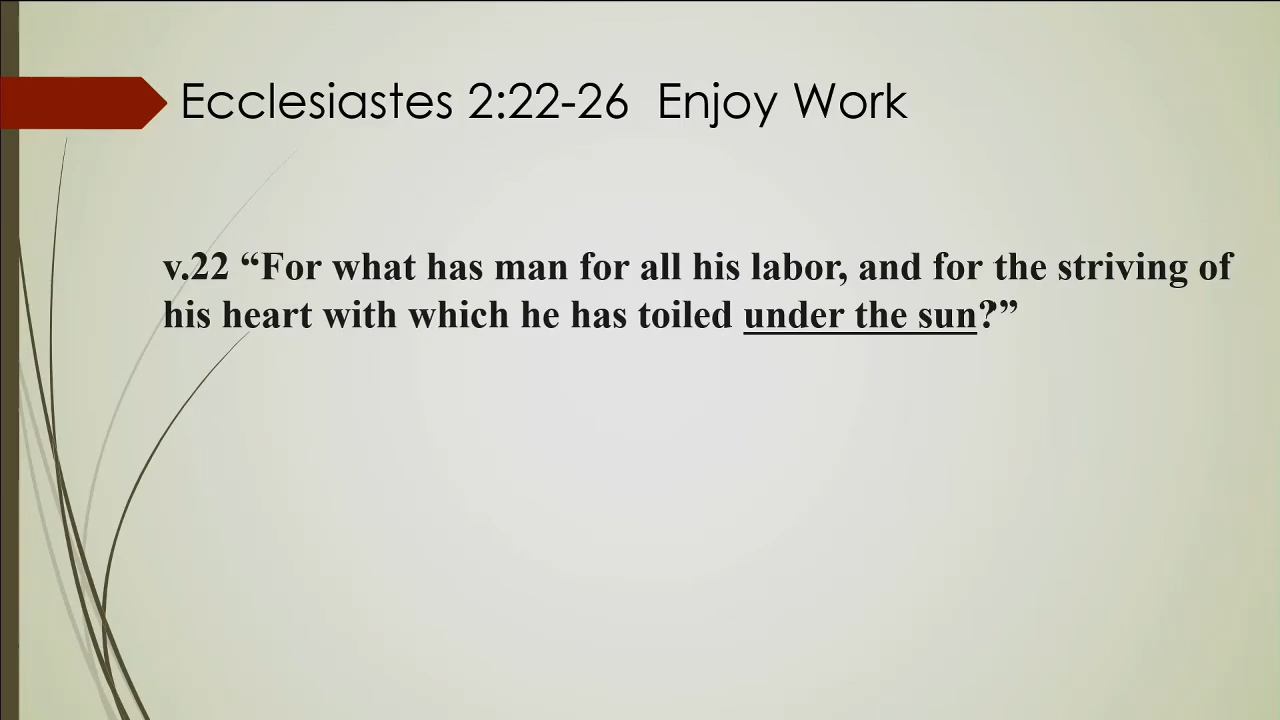 Ecclesiastes 2:22-26  Enjoy Work
v.22 “For what has man for all his labor, and for the striving of
his heart with which he has toiled under the sun?”